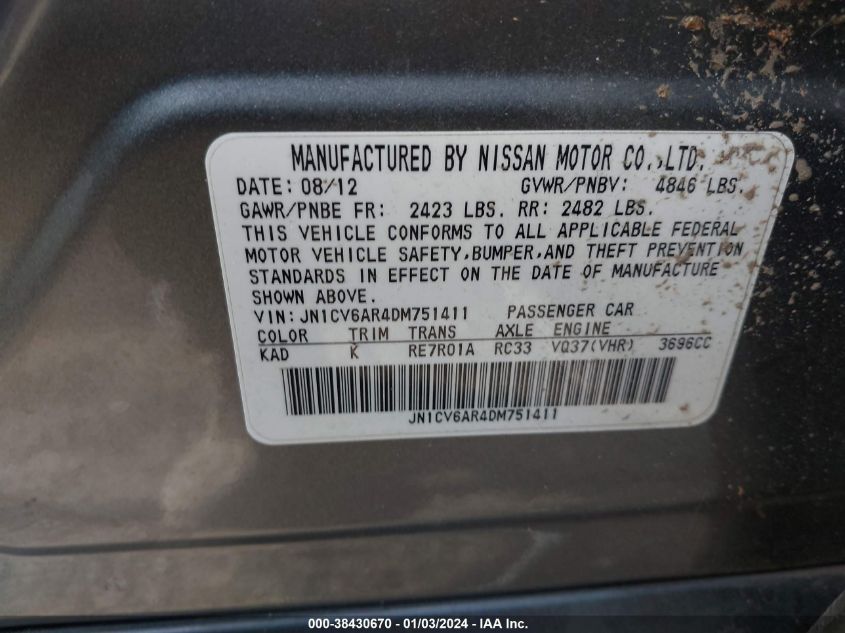 MANUFACTURED BY NISSAN MOTOR CO.,LTD.
DATE: 08/12 GVWR/PNBV: 4846 LBS.
GAWR/PNBE FR: 2423 LBS. RR: 2482 LBS.
THIS VEHICLE CONFORMS TO ALL APPLICABLE FEDERAL
MOTOR VEHICLE SAFETY,BUMPER,AND THEFT PREVENTION
STANDARDS IN EFFECT ON THE DATE OF MANUFACTURE
SHOWN ABOVE.
VIN: JN1CV6AR4DM751411 PASSENGER CAR
COLOR TRIM TRANS AXLE ENGINE
KAD K RE7R01A RC33 VQ37(VHR) 3696CC
JN1CV6AR4DM751411
000-38430670 - 01/03/2024 - IAA Inc.